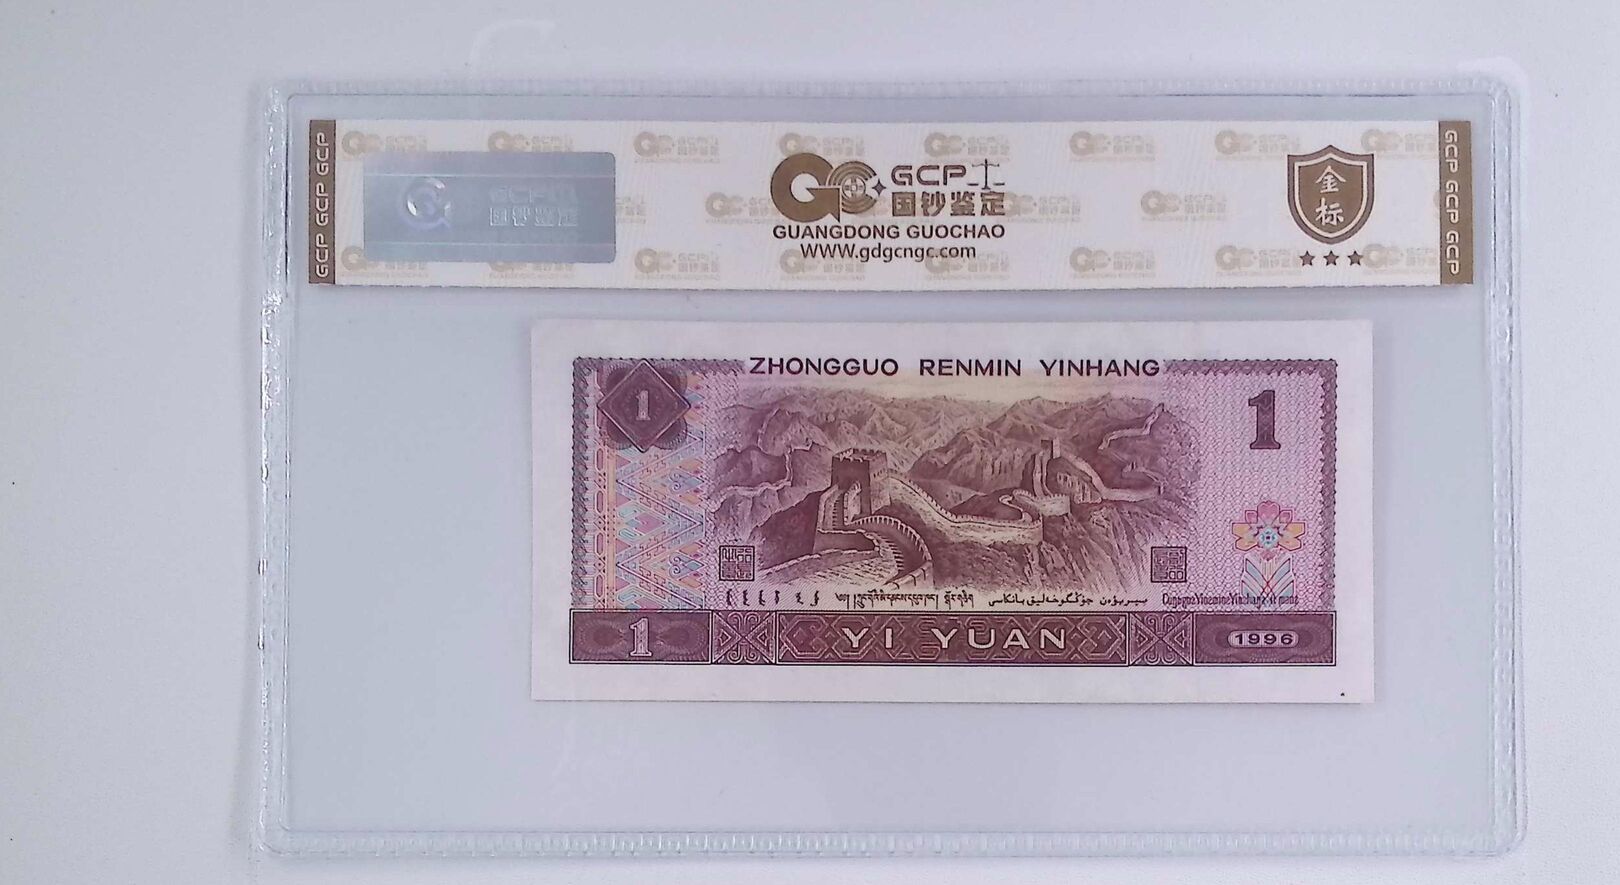 GCP GCP GCP
GCP
国钞鉴定
GUANGDONG GUOCHAO
WWW.gdgcngc.com
金
标
GCP GCP GCP
ZHONGGUO RENMIN YINHANG
1
1
1
YI YUAN
1996